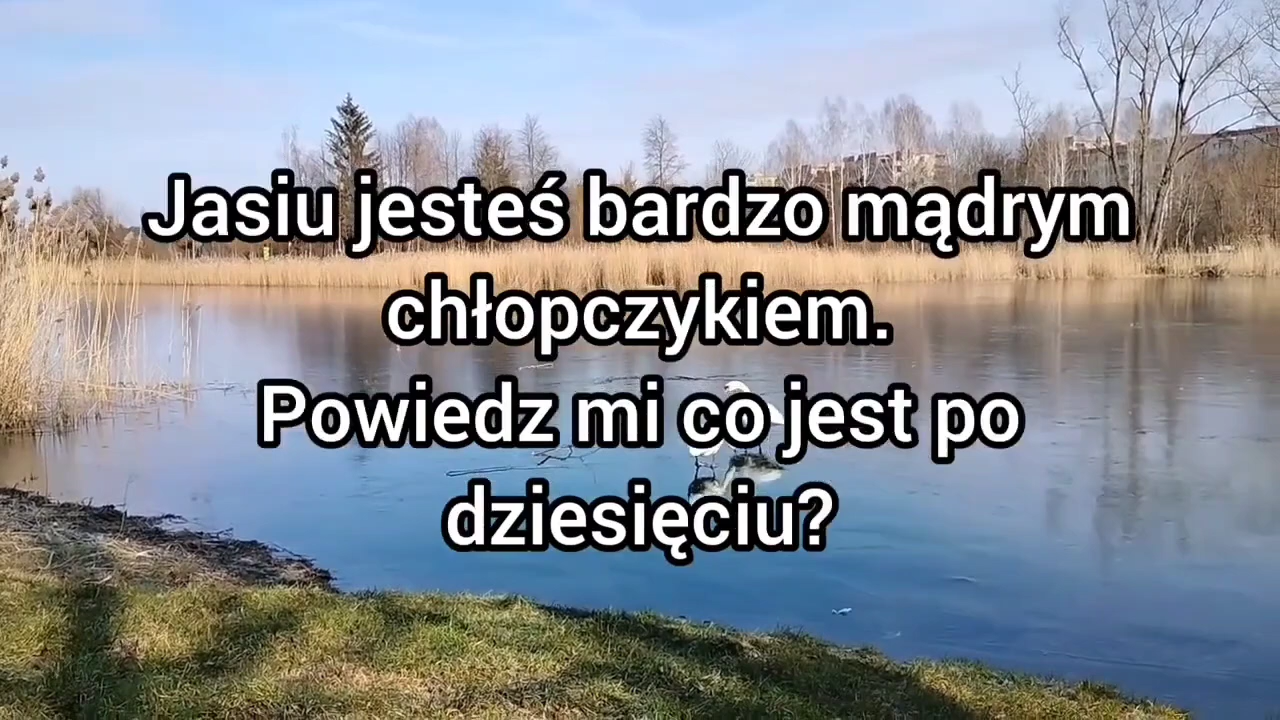 Jasiu jesteś bardzo mądrym
chłopczykiem.
Powiedz mi co jest po
dziesięciu?